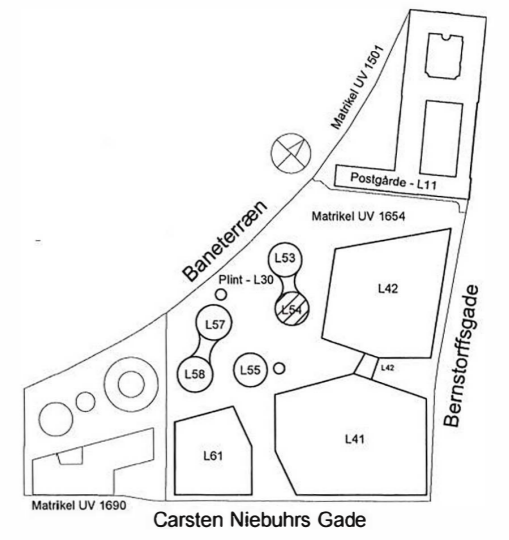 Matrikel UV 1501
Postgårde - L11
Matrikel UV 1654
Baneterræn
L53
Plint - L30
L42
L54
L57
L42
L58
L55
Bernstorffsgade
L61
L41
Matrikel UV 1690
Carsten Niebuhrs Gade